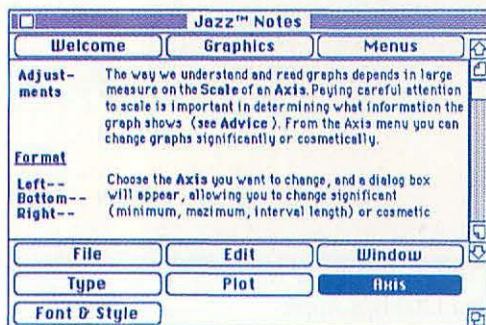 Jazz™ Notes
Welcome Graphics Menus
Adjust- The way we understand and read graphs depends in large
ments measure on the Scale of an Axis. Paying careful attention
to scale is important in determining what information the
graph shows (see Advice). From the Axis menu you can
change graphs significantly or cosmetically.
Format
Left-- Choose the Axis you want to change, and a dialog box
Bottom-- will appear, allowing you to change significant
Right-- (minimum, mazimum, interval length) or cosmetic
File Edit Window
Type Plot Axis
Font & Style